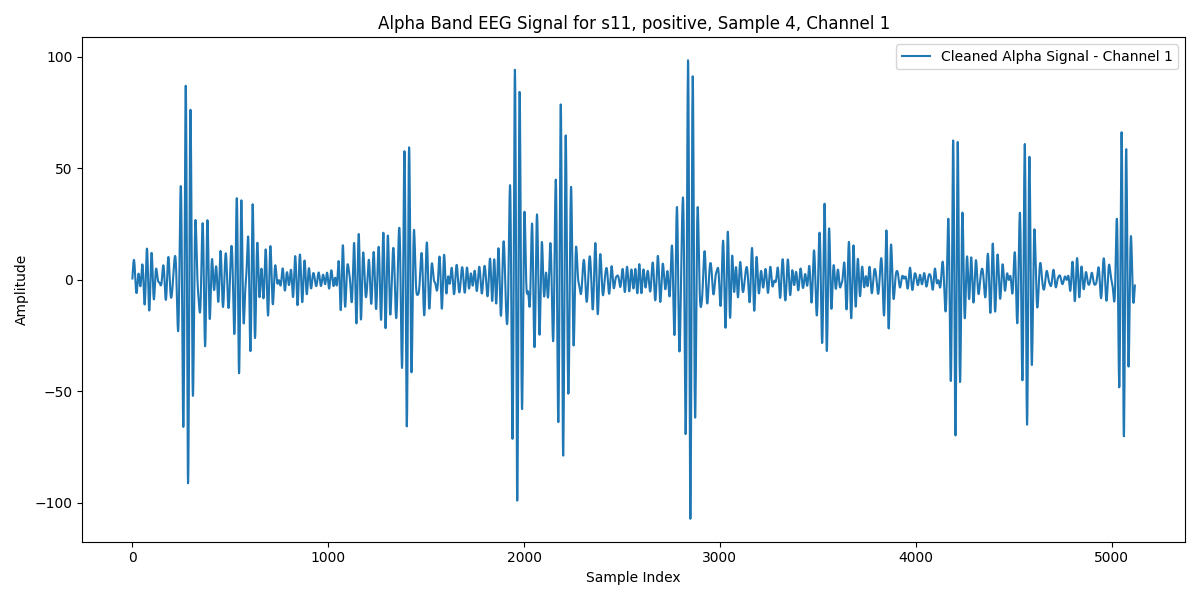 Alpha Band EEG Signal for s11, positive, Sample 4, Channel 1
Cleaned Alpha Signal - Channel 1
Amplitude
100
50
0
−50
−100
0 1000 2000 3000 4000 5000
Sample Index